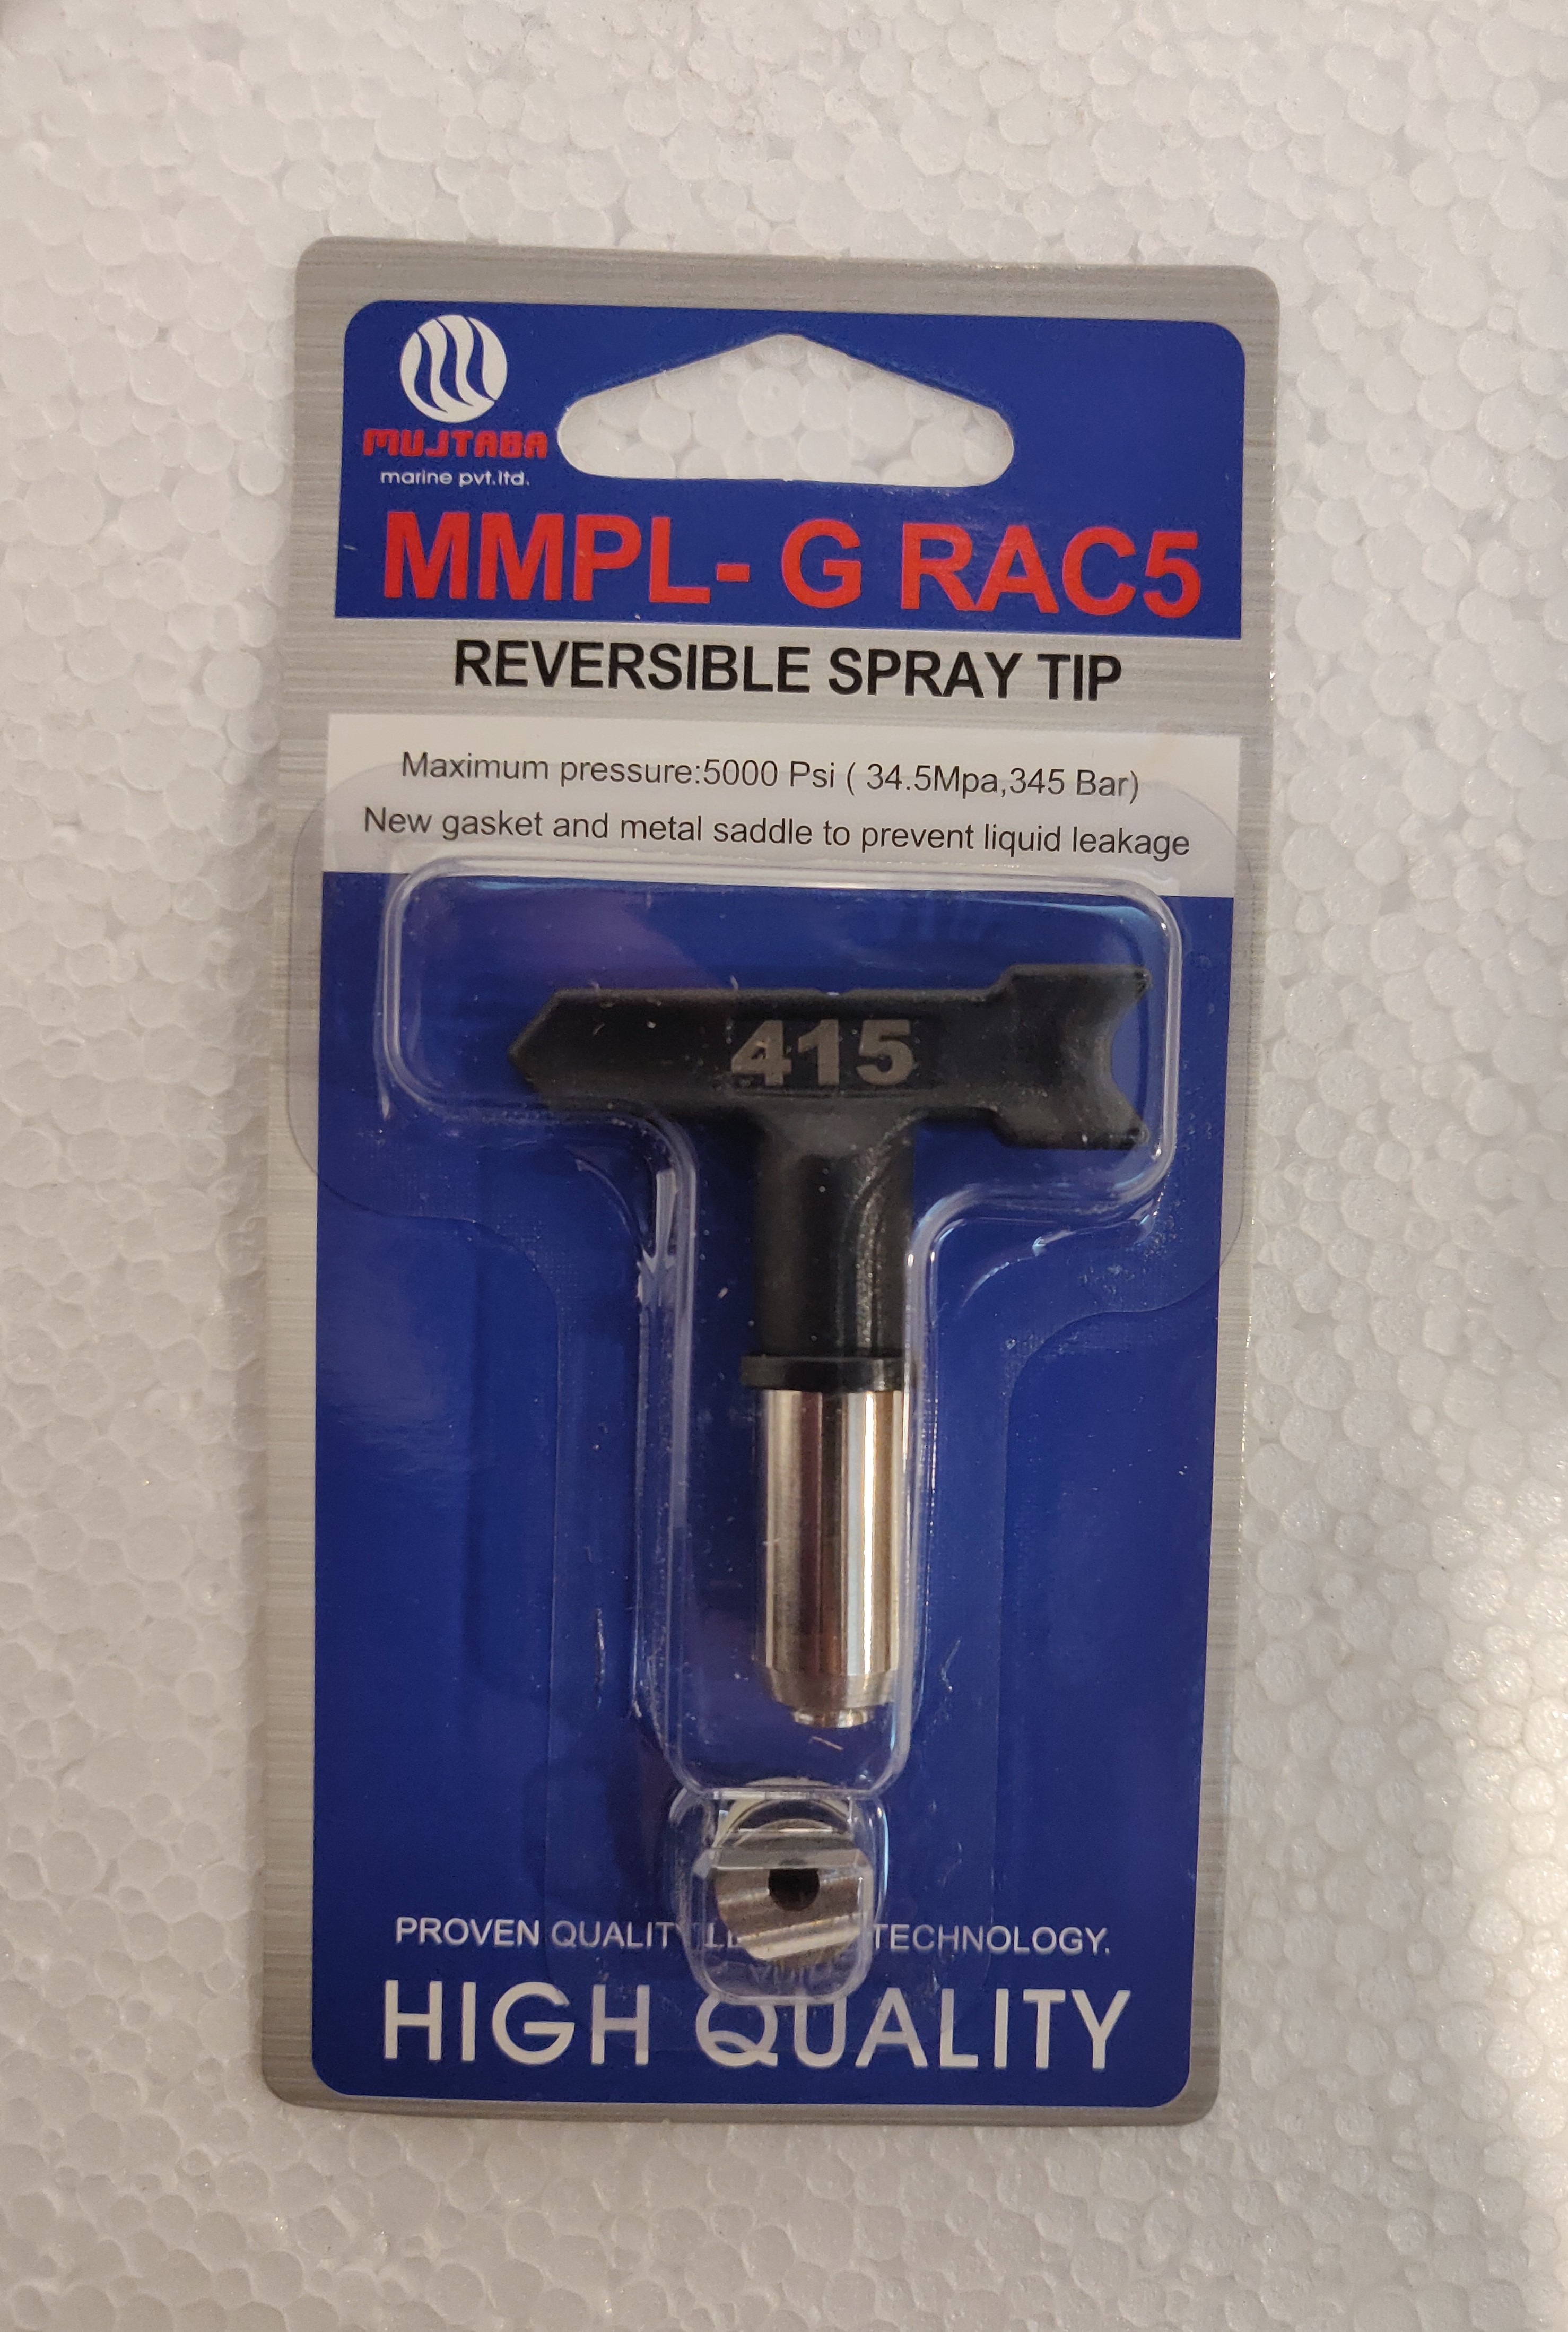 MUJTABA
marine pvt.ltd.
MMPL- G RAC5
REVERSIBLE SPRAY TIP
Maximum pressure:5000 Psi ( 34.5Mpa,345 Bar)
New gasket and metal saddle to prevent liquid leakage
415
PROVEN QUALITY TECHNOLOGY.
HIGH QUALITY